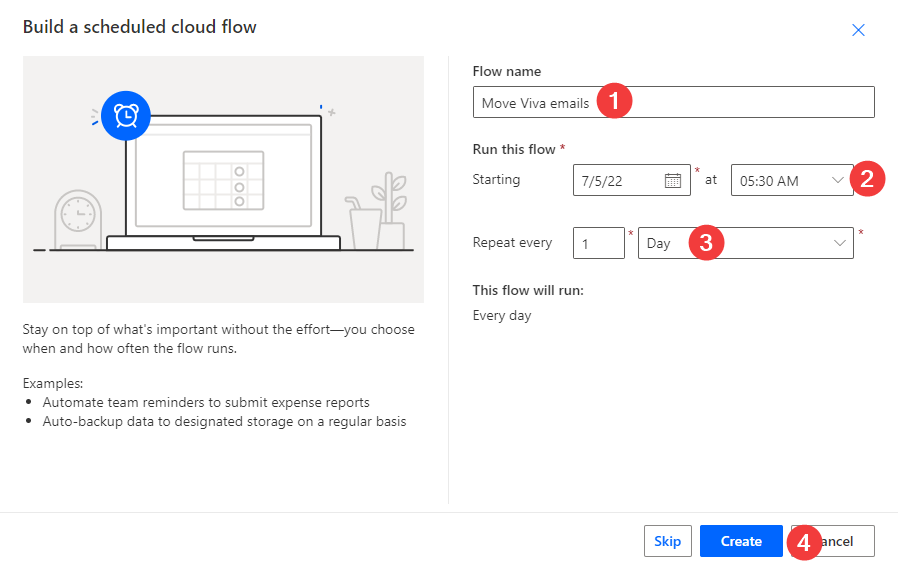 Build a scheduled cloud flow
Flow name
Move Viva emails 1
Run this flow *
Starting 7/5/22 * at 05:30 AM 2
Repeat every 1 * Day 3 *
This flow will run:
Every day
Stay on top of what's important without the effort—you choose
when and how often the flow runs.
Examples:
• Automate team reminders to submit expense reports
• Auto-backup data to designated storage on a regular basis
Skip Create 4 ancel